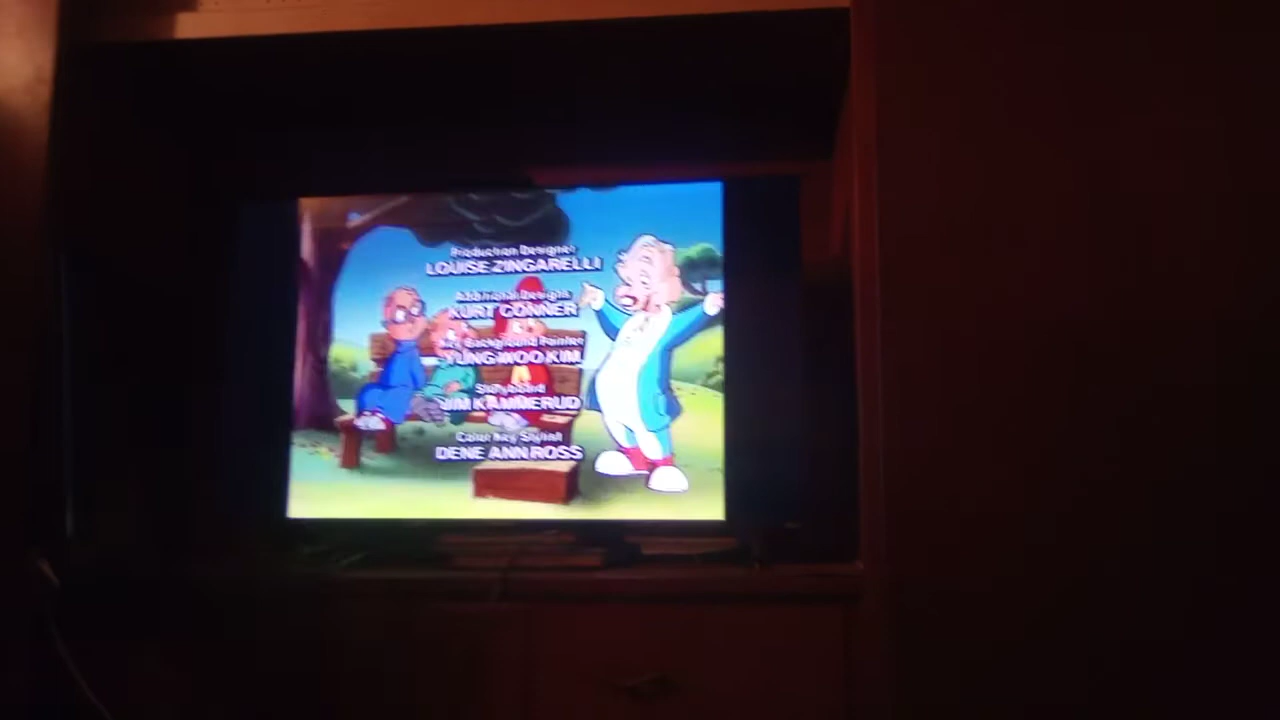 Production Designer
LOUISE ZINGARELLI
Additional Designs
KURT CONNER
Key Background Painter
YUNG WOO KIM
Storyboard
JIM KAMMERUD
Color Key Stylist
DENE ANN ROSS